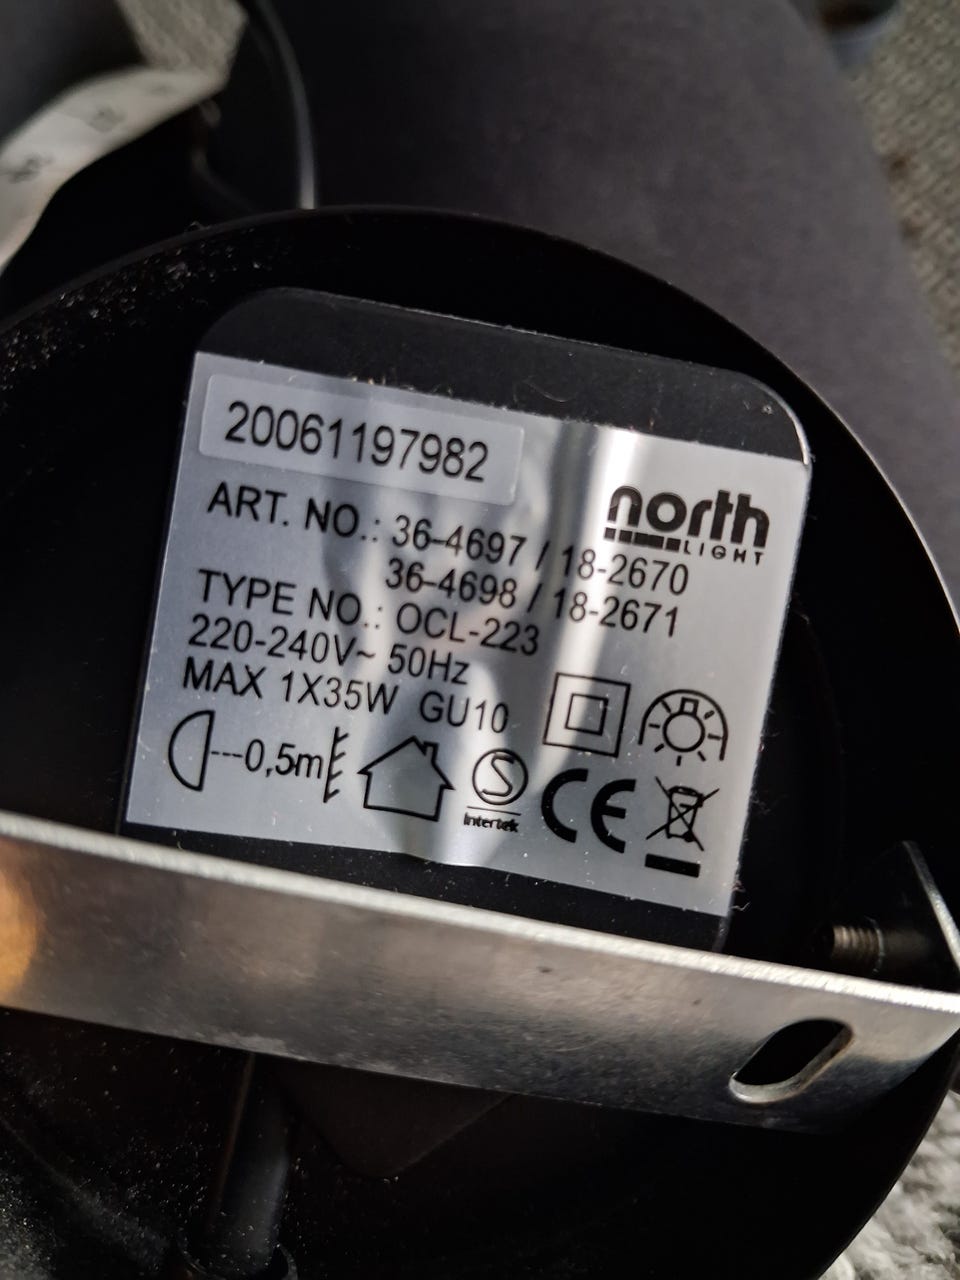 20061197982
north
LIGHT
ART. NO.: 36-4697 / 18-2670
36-4698 / 18-2671
TYPE NO.: OCL-223
220-240V~ 50Hz
MAX 1X35W GU10
---0,5m
S
Intertek
CE